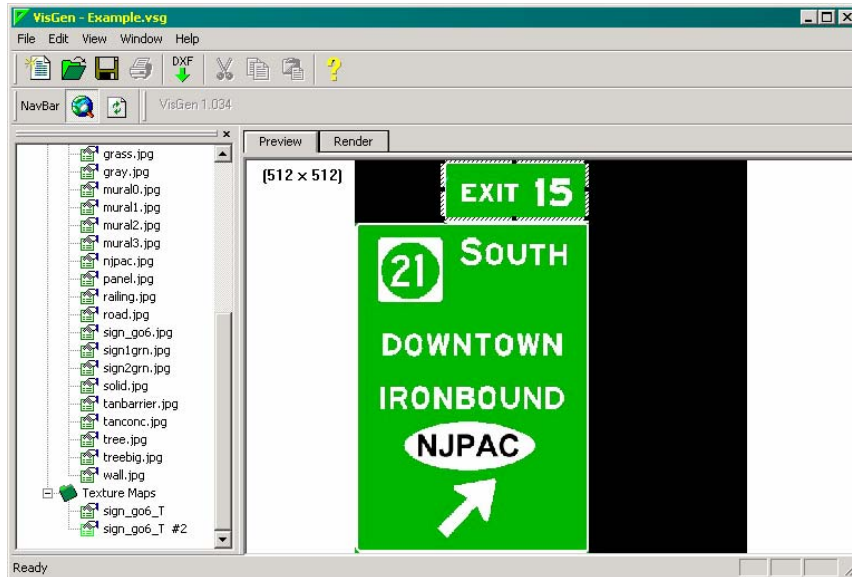 VisGen - Example.vsg
File Edit View Window Help
DXF
NavBar VisGen 1.034
grass.jpg
gray.jpg
mural0.jpg
mural1.jpg
mural2.jpg
mural3.jpg
njpac.jpg
panel.jpg
railing.jpg
road.jpg
sign_go6.jpg
sign1grn.jpg
sign2grn.jpg
solid.jpg
tanbarrier.jpg
tanconc.jpg
tree.jpg
treebig.jpg
wall.jpg
Texture Maps
sign_go6_T
sign_go6_T #2
Preview Render
(512 x 512)
EXIT 15
21 SOUTH
DOWNTOWN
IRONBOUND
NJPAC
Ready